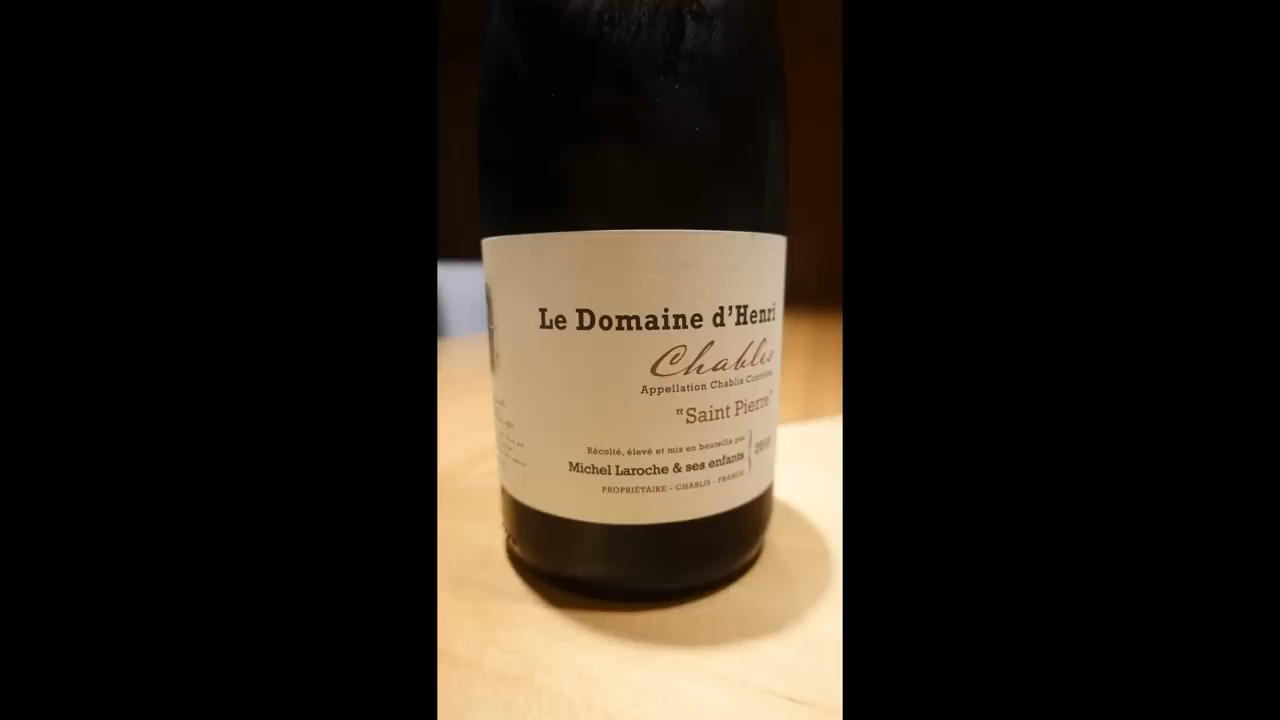 Le Domaine d'Henri
Chablis
Appellation Chablis
"Saint Pierre"
Récolté, élevé et mis en bouteille par
Michel Laroche & ses enfants
PROPRIÉTAIRE - CHABLIS - FRANCE